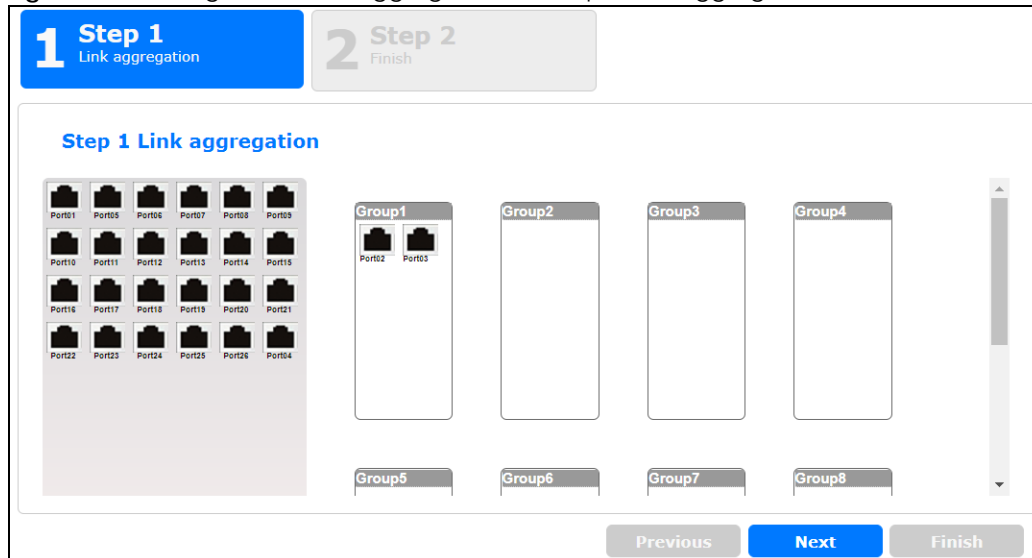 1 Step 1
Link aggregation
2 Step 2
Finish
Step 1 Link aggregation
Port01 Port05 Port06 Port07 Port08 Port09
Port10 Port11 Port12 Port13 Port14 Port15
Port16 Port17 Port18 Port19 Port20 Port21
Port22 Port23 Port24 Port25 Port26 Port04
Group1 Group2 Group3 Group4
Port02 Port03
Group5 Group6 Group7 Group8
Previous Next Finish